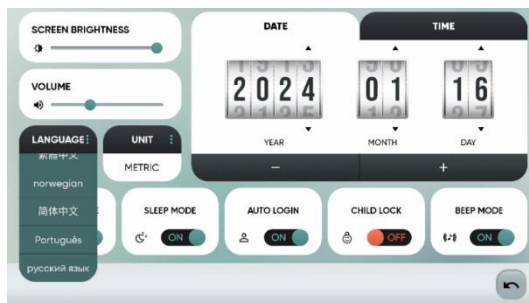 SCREEN BRIGHTNESS
VOLUME
DATE
TIME
2024 01 16
YEAR MONTH DAY
− +
LANGUAGE
繁體中文
norwegian
简体中文
Português
русский язык
UNIT
METRIC
SLEEP MODE
ON
AUTO LOGIN
ON
CHILD LOCK
OFF
BEEP MODE
ON